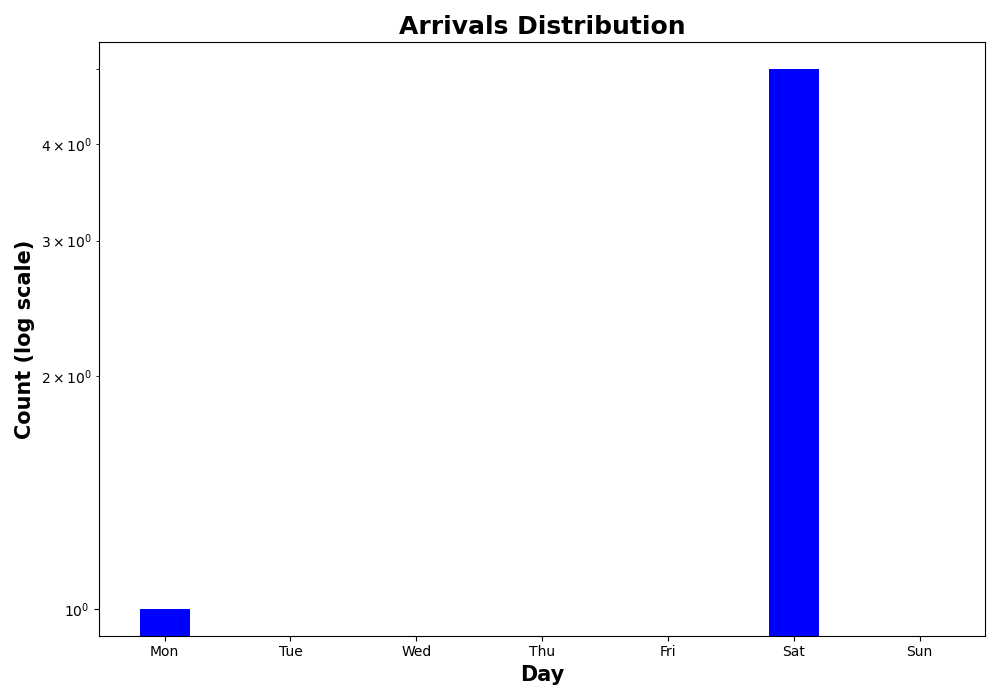 Arrivals Distribution
Count (log scale)
4 × 10⁰
3 × 10⁰
2 × 10⁰
10⁰
Mon Tue Wed Thu Fri Sat Sun
Day